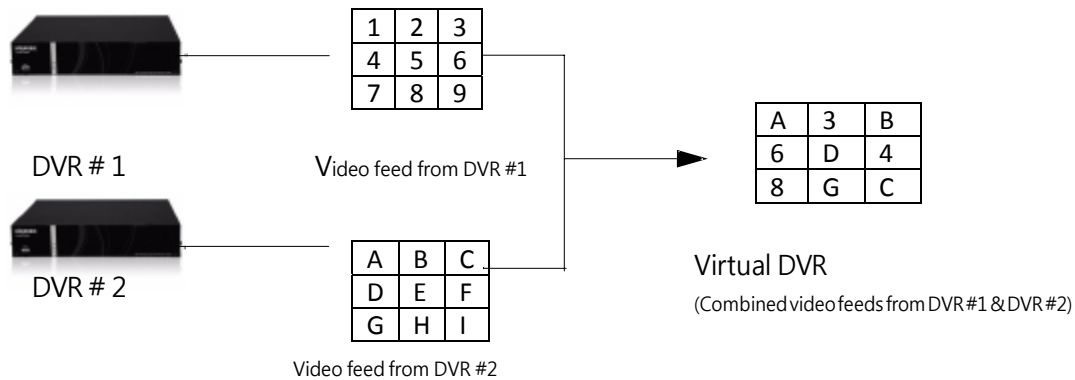 1 2 3
4 5 6
7 8 9
DVR # 1
Video feed from DVR #1
A 3 B
6 D 4
8 G C
DVR # 2
A B C
D E F
G H I
Virtual DVR
(Combined video feeds from DVR #1 & DVR #2)
Video feed from DVR #2